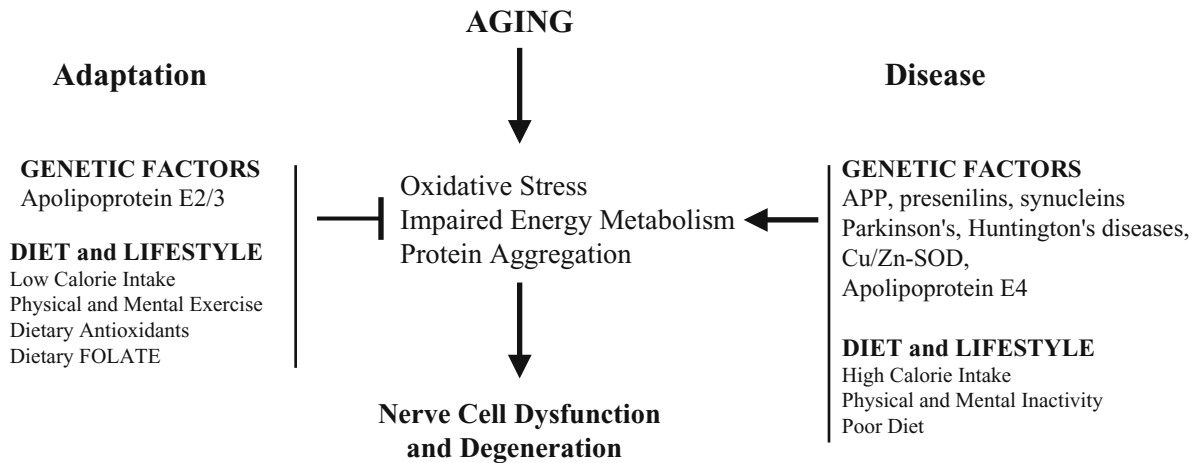 AGING
Adaptation
GENETIC FACTORS
Apolipoprotein E2/3
DIET and LIFESTYLE
Low Calorie Intake
Physical and Mental Exercise
Dietary Antioxidants
Dietary FOLATE
Oxidative Stress
Impaired Energy Metabolism
Protein Aggregation
Nerve Cell Dysfunction
and Degeneration
Disease
GENETIC FACTORS
APP, presenilins, synucleins
Parkinson's, Huntington's diseases,
Cu/Zn-SOD,
Apolipoprotein E4
DIET and LIFESTYLE
High Calorie Intake
Physical and Mental Inactivity
Poor Diet